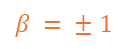 β = ± 1